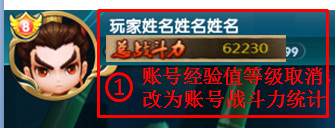 8
玩家姓名姓名姓名
总战斗力 62230 99
① 账号经验值等级取消
改为账号战斗力统计